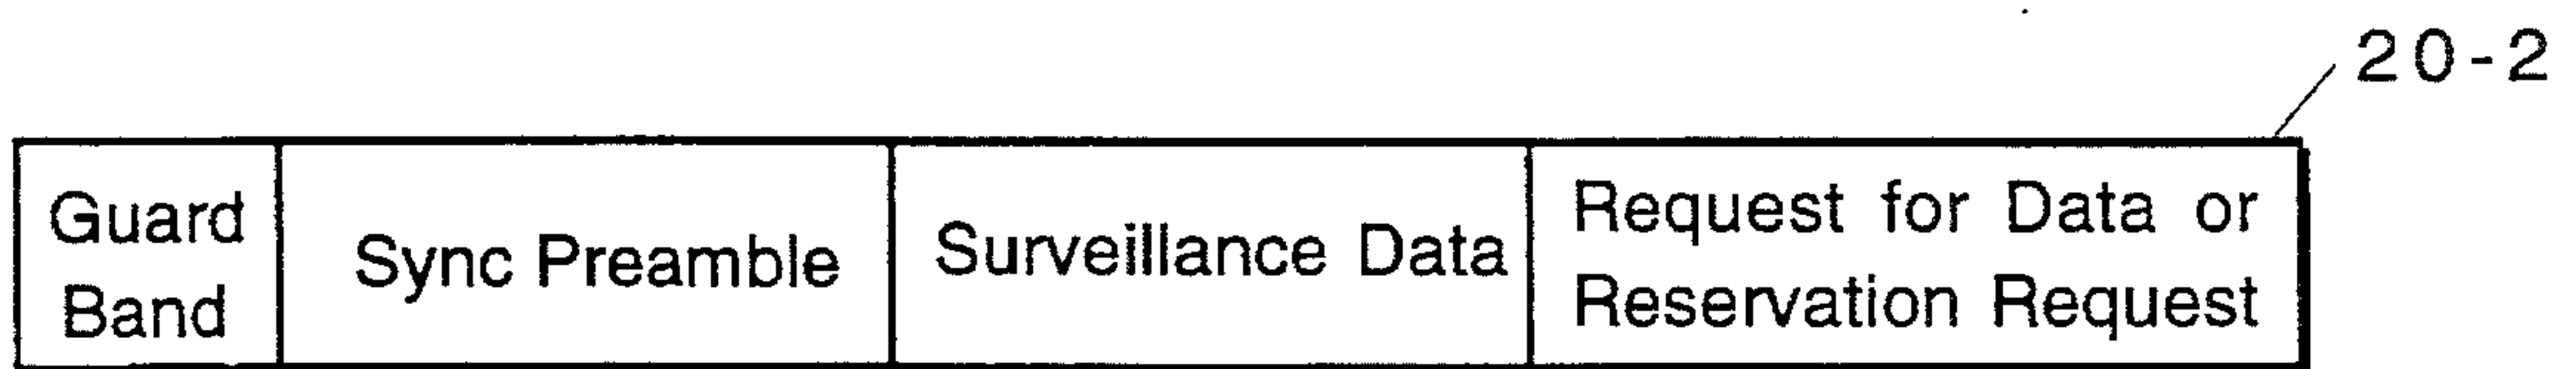 20-2
Guard
Band
Sync Preamble
Surveillance Data
Request for Data or
Reservation Request